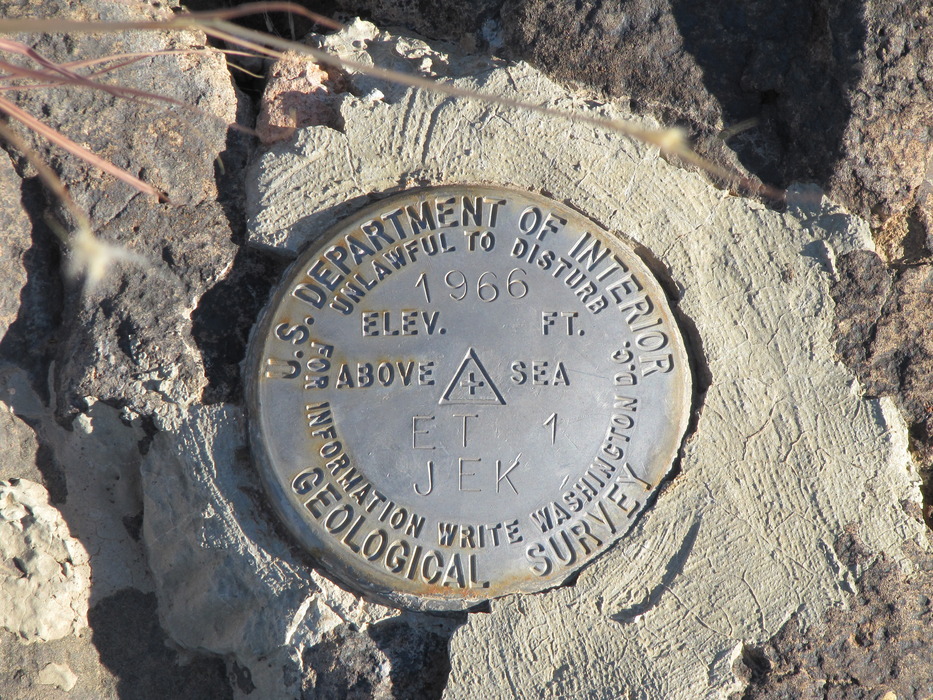 U.S. DEPARTMENT OF INTERIOR
UNLAWFUL TO DISTURB
1966
ELEV. FT.
ABOVE SEA
ET 1
JEK
FOR INFORMATION WRITE WASHINGTON D.C.
GEOLOGICAL SURVEY